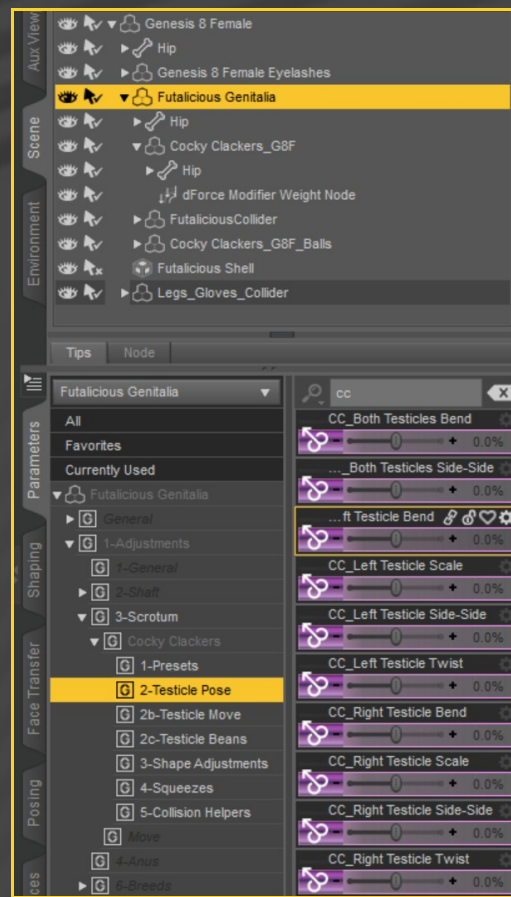 Aux View
Scene
Environment
Genesis 8 Female
Hip
Genesis 8 Female Eyelashes
Futalicious Genitalia
Hip
Cocky Clackers_G8F
Hip
dForce Modifier Weight Node
FutaliciousCollider
Cocky Clackers_G8F_Balls
Futalicious Shell
Legs_Gloves_Collider
Tips Node
Parameters
Shaping
Face Transfer
Posing
Futalicious Genitalia
All
Favorites
Currently Used
Futalicious Genitalia
G General
G 1-Adjustments
G 1-General
G 2-Shaft
G 3-Scrotum
G Cocky Clackers
G 1-Presets
G 2-Testicle Pose
G 2b-Testicle Move
G 2c-Testicle Beans
G 3-Shape Adjustments
G 4-Squeezes
G 5-Collision Helpers
G Move
G 4-Anus
G 6-Breeds
cc
CC_Both Testicles Bend
0.0%
..._Both Testicles Side-Side
0.0%
...ft Testicle Bend
0.0%
CC_Left Testicle Scale
0.0%
CC_Left Testicle Side-Side
0.0%
CC_Left Testicle Twist
0.0%
CC_Right Testicle Bend
0.0%
CC_Right Testicle Scale
0.0%
CC_Right Testicle Side-Side
0.0%
CC_Right Testicle Twist
0.0%